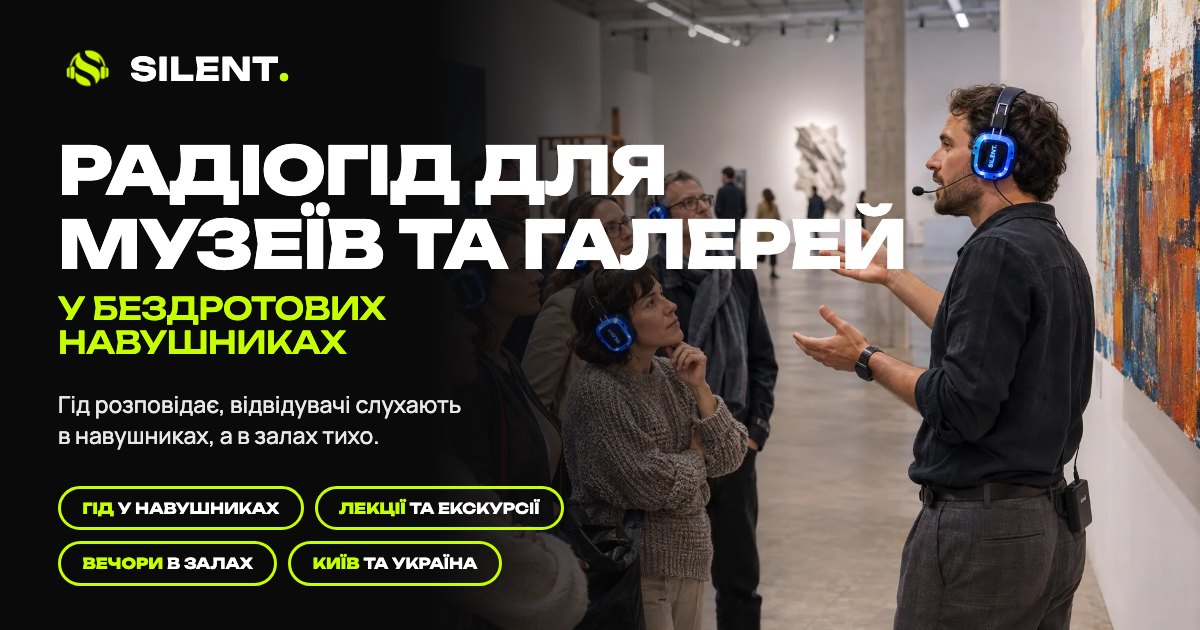 SILENT.
РАДІОГІД ДЛЯ
МУЗЕЇВ ТА ГАЛЕРЕЙ
У БЕЗДРОТОВИХ
НАВУШНИКАХ
Гід розповідає, відвідувачі слухають
в навушниках, а в залах тихо.
ГІД У НАВУШНИКАХ
ЛЕКЦІЇ ТА ЕКСКУРСІЇ
ВЕЧОРИ В ЗАЛАХ
КИЇВ ТА УКРАЇНА
SILENT.